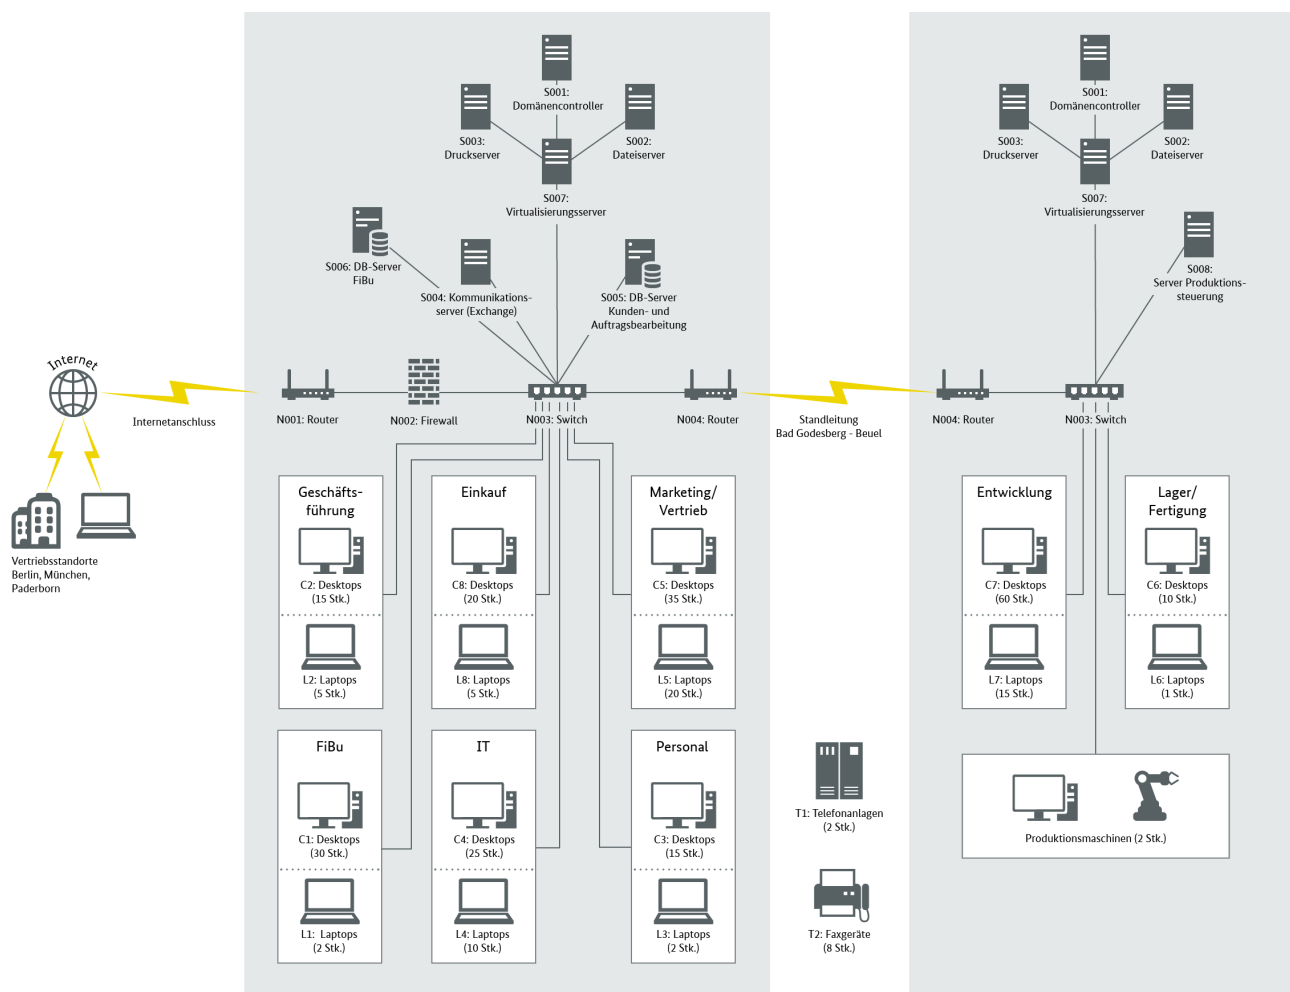 S001:
Domänencontroller
S003:
Druckserver
S002:
Dateiserver
S007:
Virtualisierungsserver
S006: DB-Server
FiBu
S004: Kommunikations-
server (Exchange)
S005: DB-Server
Kunden- und
Auftragsbearbeitung
S001:
Domänencontroller
S003:
Druckserver
S002:
Dateiserver
S007:
Virtualisierungsserver
S008:
Server Produktions-
steuerung
Internet
Internetanschluss
N001: Router
N002: Firewall
N003: Switch
N004: Router
Standleitung
Bad Godesberg - Beuel
N004: Router
N003: Switch
Vertriebsstandorte
Berlin, München,
Paderborn
Geschäfts-
führung
C2: Desktops
(15 Stk.)
L2: Laptops
(5 Stk.)
Einkauf
C8: Desktops
(20 Stk.)
L8: Laptops
(5 Stk.)
Marketing/
Vertrieb
C5: Desktops
(35 Stk.)
L5: Laptops
(20 Stk.)
Entwicklung
C7: Desktops
(60 Stk.)
L7: Laptops
(15 Stk.)
Lager/
Fertigung
C6: Desktops
(10 Stk.)
L6: Laptops
(1 Stk.)
FiBu
C1: Desktops
(30 Stk.)
L1: Laptops
(2 Stk.)
IT
C4: Desktops
(25 Stk.)
L4: Laptops
(10 Stk.)
Personal
C3: Desktops
(15 Stk.)
L3: Laptops
(2 Stk.)
T1: Telefonanlagen
(2 Stk.)
T2: Faxgeräte
(8 Stk.)
Produktionsmaschinen (2 Stk.)